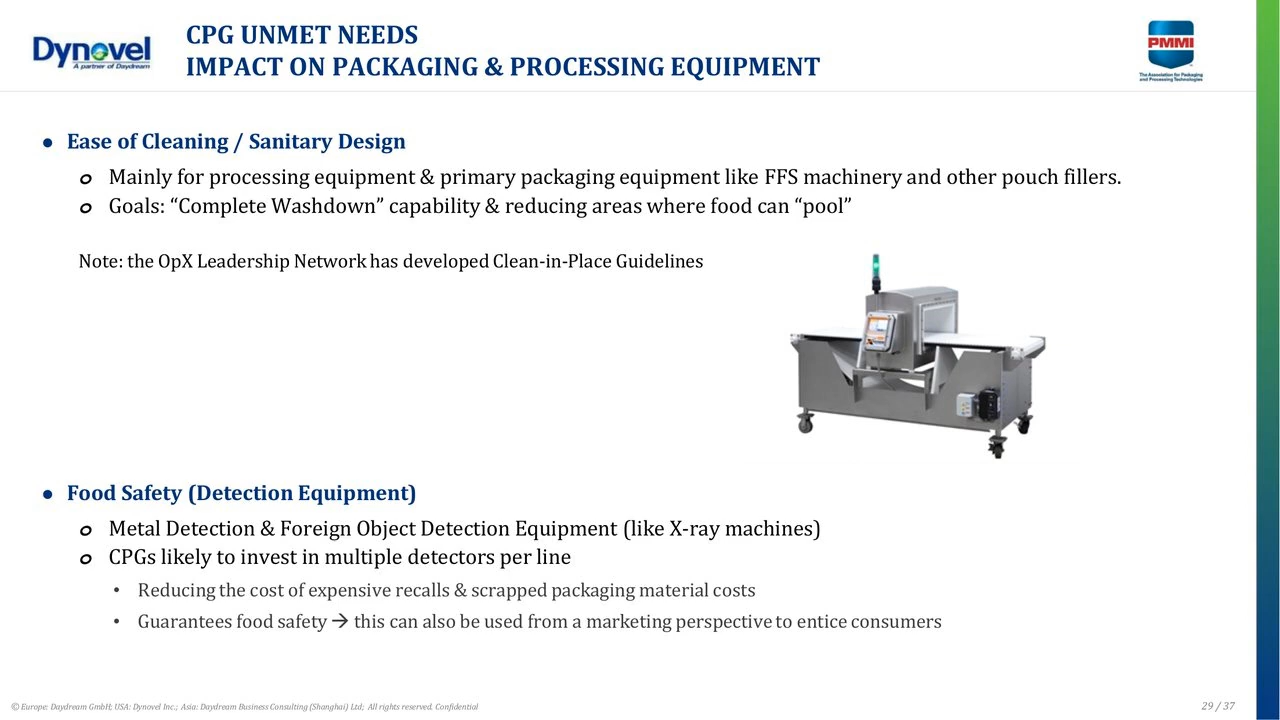 Dynovel
A partner of Daydream
CPG UNMET NEEDS
IMPACT ON PACKAGING & PROCESSING EQUIPMENT
PMMI
The Association for Packaging
and Processing Technologies
● Ease of Cleaning / Sanitary Design
o Mainly for processing equipment & primary packaging equipment like FFS machinery and other pouch fillers.
o Goals: “Complete Washdown” capability & reducing areas where food can “pool”
Note: the OpX Leadership Network has developed Clean-in-Place Guidelines
● Food Safety (Detection Equipment)
o Metal Detection & Foreign Object Detection Equipment (like X-ray machines)
o CPGs likely to invest in multiple detectors per line
• Reducing the cost of expensive recalls & scrapped packaging material costs
• Guarantees food safety → this can also be used from a marketing perspective to entice consumers
© Europe: Daydream GmbH; USA: Dynovel Inc.; Asia: Daydream Business Consulting (Shanghai) Ltd; All rights reserved. Confidential
29 / 37